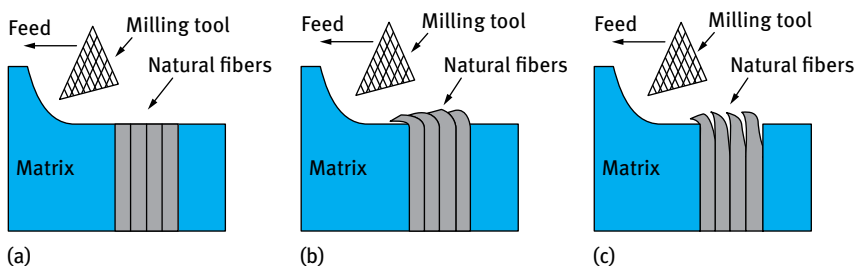 Feed
Milling tool
Natural fibers
Matrix
(a)
Feed
Milling tool
Natural fibers
Matrix
(b)
Feed
Milling tool
Natural fibers
Matrix
(c)